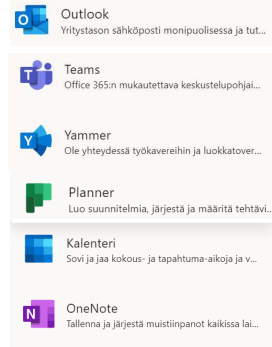 Outlook
Yritystason sähköposti monipuolisessa ja tut...
Teams
Office 365:n mukautettava keskustelupohjai...
Yammer
Ole yhteydessä työkavereihin ja luokkatover...
Planner
Luo suunnitelmia, järjestä ja määritä tehtävi...
Kalenteri
Sovi ja jaa kokous- ja tapahtuma-aikoja ja v...
OneNote
Tallenna ja järjestä muistiinpanot kaikissa lai...